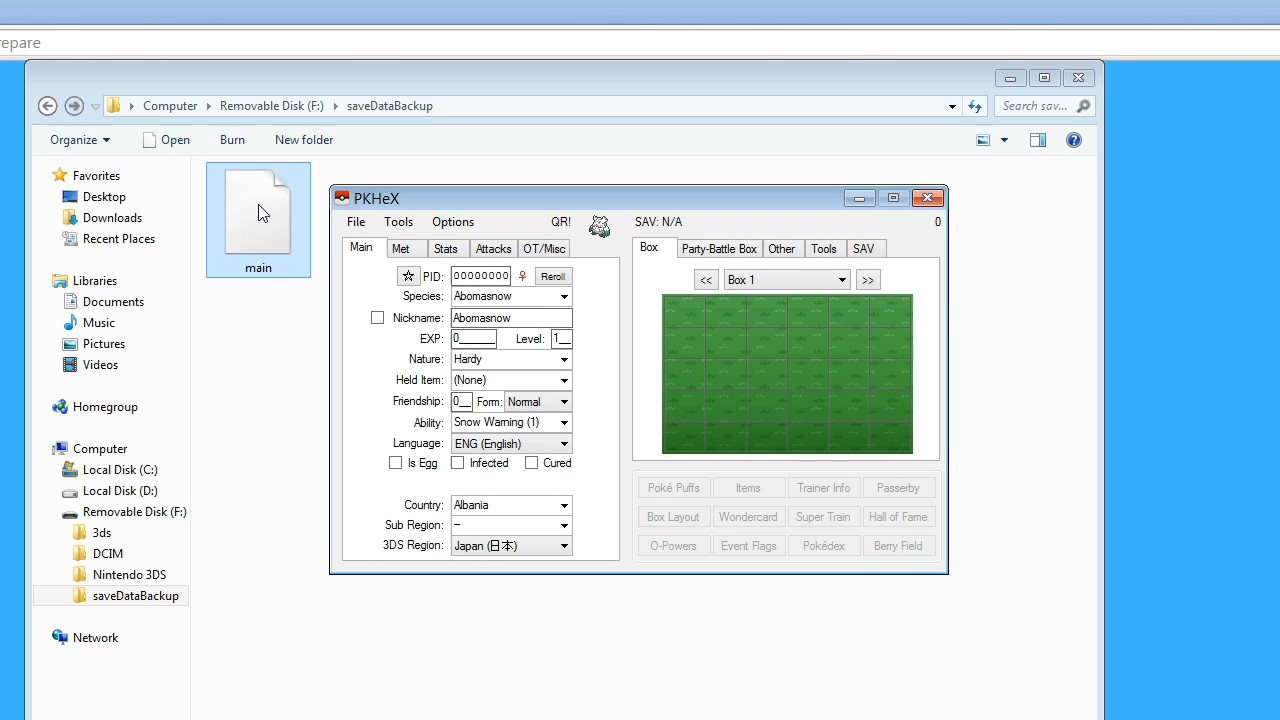 repare
Computer
Removable Disk (F:)
saveDataBackup
Search sav...
Organize
Open
Burn
New folder
Favorites
Desktop
Downloads
Recent Places
Libraries
Documents
Music
Pictures
Videos
Homegroup
Computer
Local Disk (C:)
Local Disk (D:)
Removable Disk (F:)
3ds
DCIM
Nintendo 3DS
saveDataBackup
Network
main
PKHeX
File Tools Options QR! SAV: N/A 0
Main Met Stats Attacks OT/Misc
PID: 00000000 ♀ Reroll
Species: Abomasnow
Nickname: Abomasnow
EXP: 0______ Level: 1__
Nature: Hardy
Held Item: (None)
Friendship: 0__ Form: Normal
Ability: Snow Warning (1)
Language: ENG (English)
Is Egg Infected Cured
Country: Albania
Sub Region: –
3DS Region: Japan (日本)
Box Party-Battle Box Other Tools SAV
<< Box 1 >>
Poké Puffs Items Trainer Info Passerby
Box Layout Wondercard Super Train Hall of Fame
O-Powers Event Flags Pokédex Berry Field